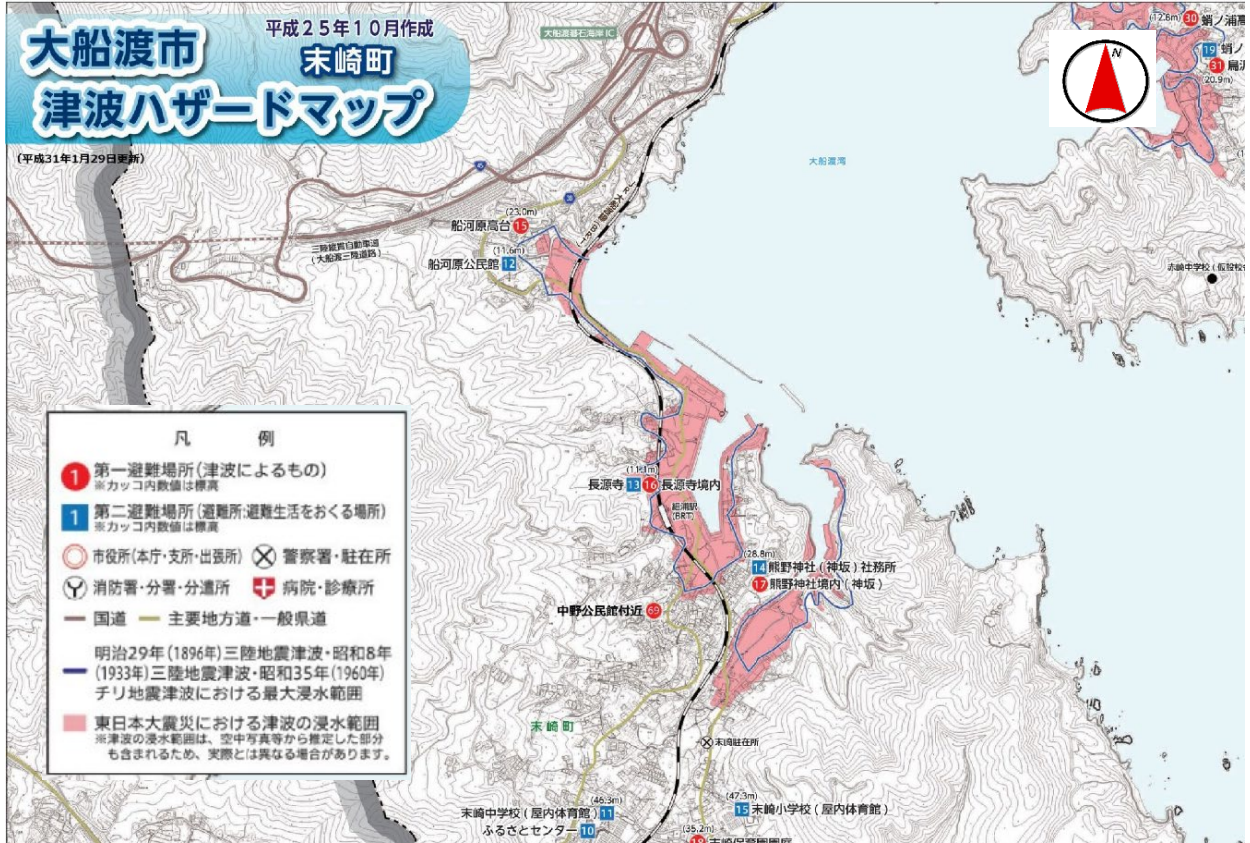 大船渡市
平成25年10月作成
末崎町
津波ハザードマップ
(平成31年1月29日更新)
大船渡碁石海岸IC
N
(12.8m)
30
19
31
(20.9m)
45
38
大船渡湾
(23.0m)
船河原高台 15
(11.6m)
船河原公民館 12
三陸縦貫自動車道
(大船渡三陸道路)
凡 例
1 第一避難場所(津波によるもの)
※カッコ内数値は標高
1 第二避難場所(避難所:避難生活をおくる場所)
※カッコ内数値は標高
市役所(本庁・支所・出張所) 警察署・駐在所
消防署・分署・分遣所 病院・診療所
国道 主要地方道・一般県道
明治29年(1896年)三陸地震津波・昭和8年
(1933年)三陸地震津波・昭和35年(1960年)
チリ地震津波における最大浸水範囲
東日本大震災における津波の浸水範囲
※津波の浸水範囲は、空中写真等から推定した部分
も含まれるため、実際とは異なる場合があります。
(11.1m)
長源寺 13 16 長源寺境内
細浦駅
(BRT)
(28.8m)
14 熊野神社(神坂)社務所
17 熊野神社境内(神坂)
中野公民館付近 69
末崎町
末崎駐在所
(46.3m)
末崎中学校(屋内体育館) 11
ふるさとセンター 10
(47.3m)
15 末崎小学校(屋内体育館)
(35.2m)